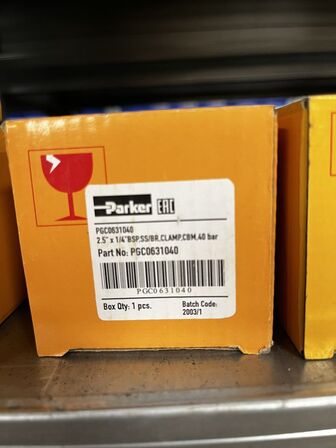 Parker EAC
PGC0631040
2.5" x 1/4"BSP,SS/BR,CLAMP,CBM,40 bar
Part No: PGC0631040
PGC0631040
Box Qty: 1 pcs.
Batch Code:
2003/1